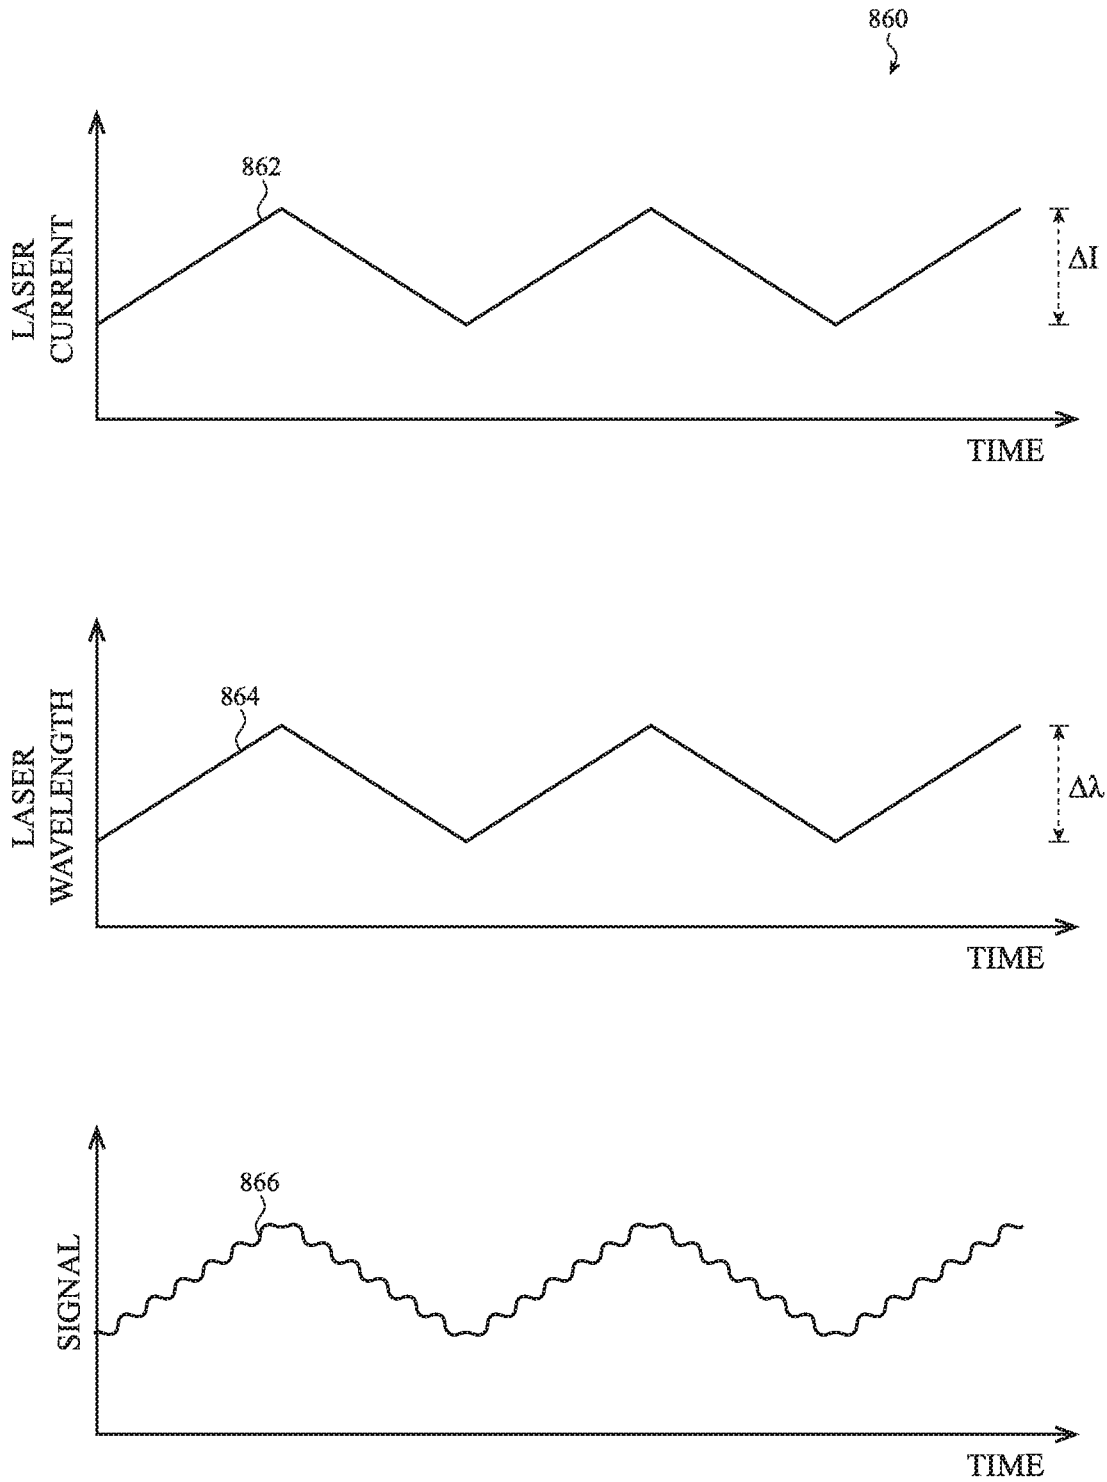 860
862
LASER
CURRENT
ΔI
TIME
864
LASER
WAVELENGTH
Δλ
TIME
866
SIGNAL
TIME